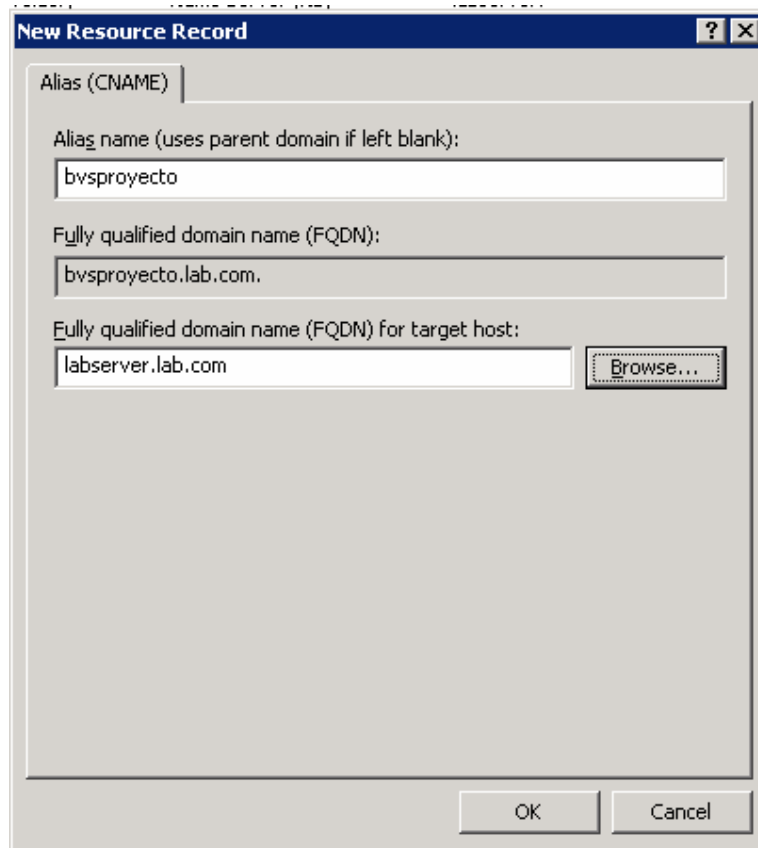 New Resource Record
Alias (CNAME)
Alias name (uses parent domain if left blank):
bvsproyecto
Fully qualified domain name (FQDN):
bvsproyecto.lab.com.
Fully qualified domain name (FQDN) for target host:
labserver.lab.com
Browse...
OK
Cancel